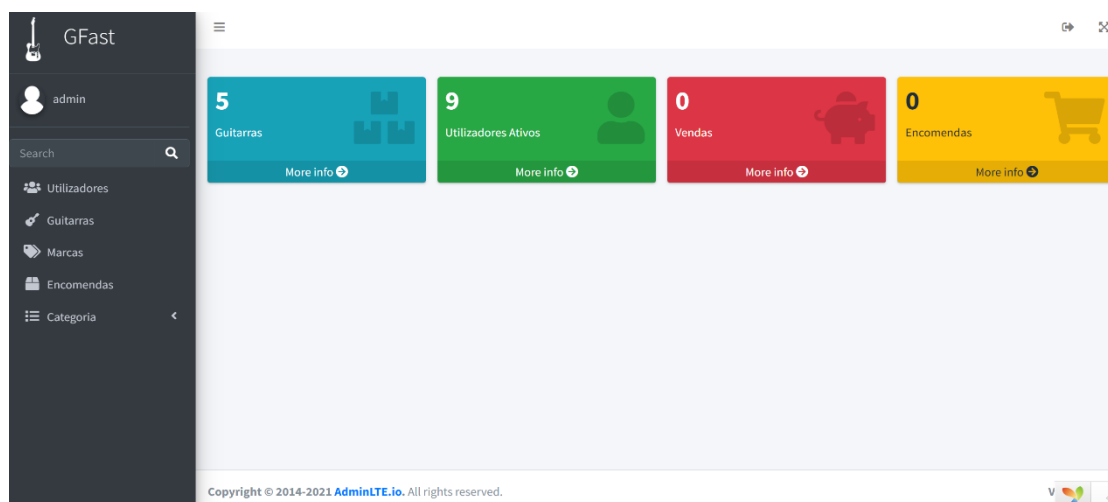 GFast
admin
Search
Utilizadores
Guitarras
Marcas
Encomendas
Categoria
5
Guitarras
More info
9
Utilizadores Ativos
More info
0
Vendas
More info
0
Encomendas
More info
Copyright © 2014-2021 AdminLTE.io. All rights reserved.
V